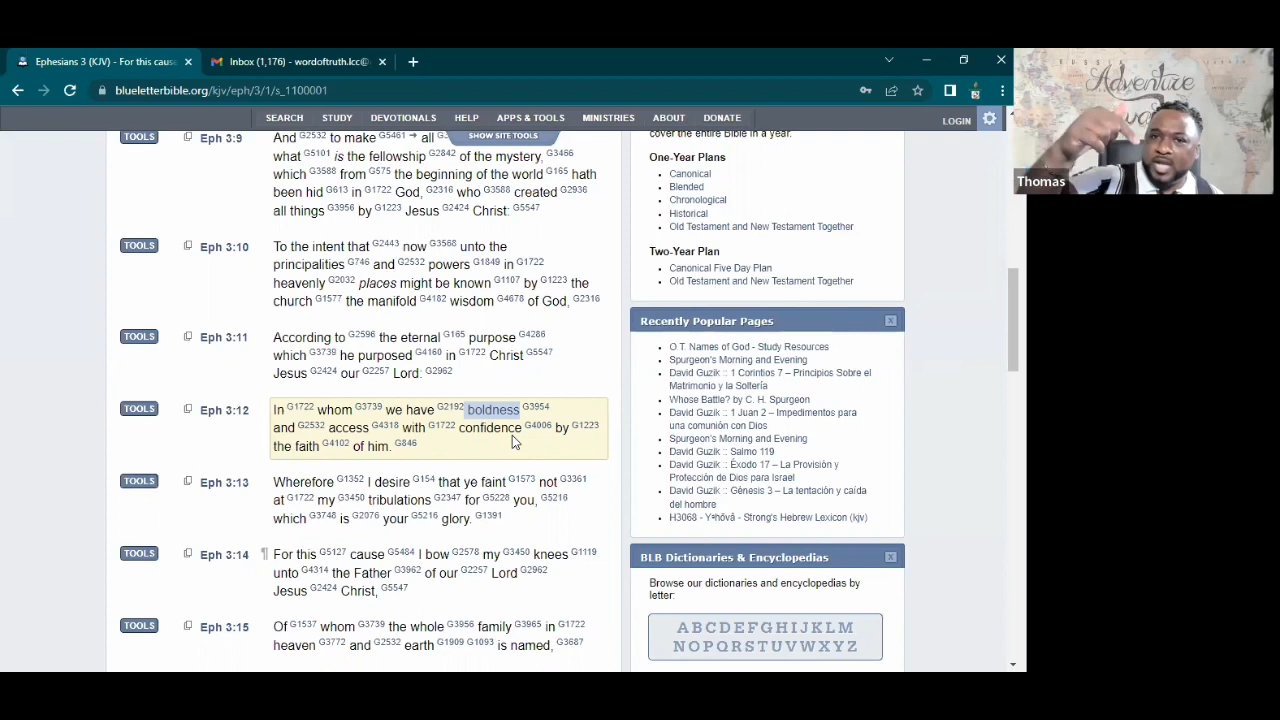 Ephesians 3 (KJV) - For this cause
Inbox (1,176) - wordoftruth.lcc@
blueletterbible.org/kjv/eph/3/1/s_1100001
SEARCH STUDY DEVOTIONALS HELP APPS & TOOLS MINISTRIES ABOUT DONATE LOGIN
SHOW SITE TOOLS
TOOLS Eph 3:9 And G2532 to make G5461 → all
what G5101 is the fellowship G2842 of the mystery, G3466
which G3588 from G575 the beginning of the world G165 hath
been hid G613 in G1722 God, G2316 who G3588 created G2936
all things G3956 by G1223 Jesus G2424 Christ: G5547
TOOLS Eph 3:10 To the intent that G2443 now G3568 unto the
principalities G746 and G2532 powers G1849 in G1722
heavenly G2032 places might be known G1107 by G1223 the
church G1577 the manifold G4182 wisdom G4678 of God, G2316
TOOLS Eph 3:11 According to G2596 the eternal G165 purpose G4286
which G3739 he purposed G4160 in G1722 Christ G5547
Jesus G2424 our G2257 Lord: G2962
TOOLS Eph 3:12 In G1722 whom G3739 we have G2192 boldness G3954
and G2532 access G4318 with G1722 confidence G4006 by G1223
the faith G4102 of him. G846
TOOLS Eph 3:13 Wherefore G1352 I desire G154 that ye faint G1573 not G3361
at G1722 my G3450 tribulations G2347 for G5228 you, G5216
which G3748 is G2076 your G5216 glory. G1391
TOOLS Eph 3:14 ¶ For this G5127 cause G5484 I bow G2578 my G3450 knees G1119
unto G4314 the Father G3962 of our G2257 Lord G2962
Jesus G2424 Christ, G5547
TOOLS Eph 3:15 Of G1537 whom G3739 the whole G3956 family G3965 in G1722
heaven G3772 and G2532 earth G1909 G1093 is named, G3687
cover the entire Bible in a year.
One-Year Plans
Canonical
Blended
Chronological
Historical
Old Testament and New Testament Together
Two-Year Plan
Canonical Five Day Plan
Old Testament and New Testament Together
Recently Popular Pages
O.T. Names of God - Study Resources
Spurgeon's Morning and Evening
David Guzik :: 1 Corintios 7 – Principios Sobre el
Matrimonio y la Soltería
Whose Battle? by C. H. Spurgeon
David Guzik :: 1 Juan 2 – Impedimentos para
una comunión con Dios
Spurgeon's Morning and Evening
David Guzik :: Salmo 119
David Guzik :: Éxodo 17 – La Provisión y
Protección de Dios para Israel
David Guzik :: Génesis 3 – La tentación y caída
del hombre
H3068 - Yᵊhōvâ - Strong's Hebrew Lexicon (kjv)
BLB Dictionaries & Encyclopedias
Browse our dictionaries and encyclopedias by
letter:
ABCDEFGHIJKLM
NOPQRSTUVWXYZ
Adventure
Thomas